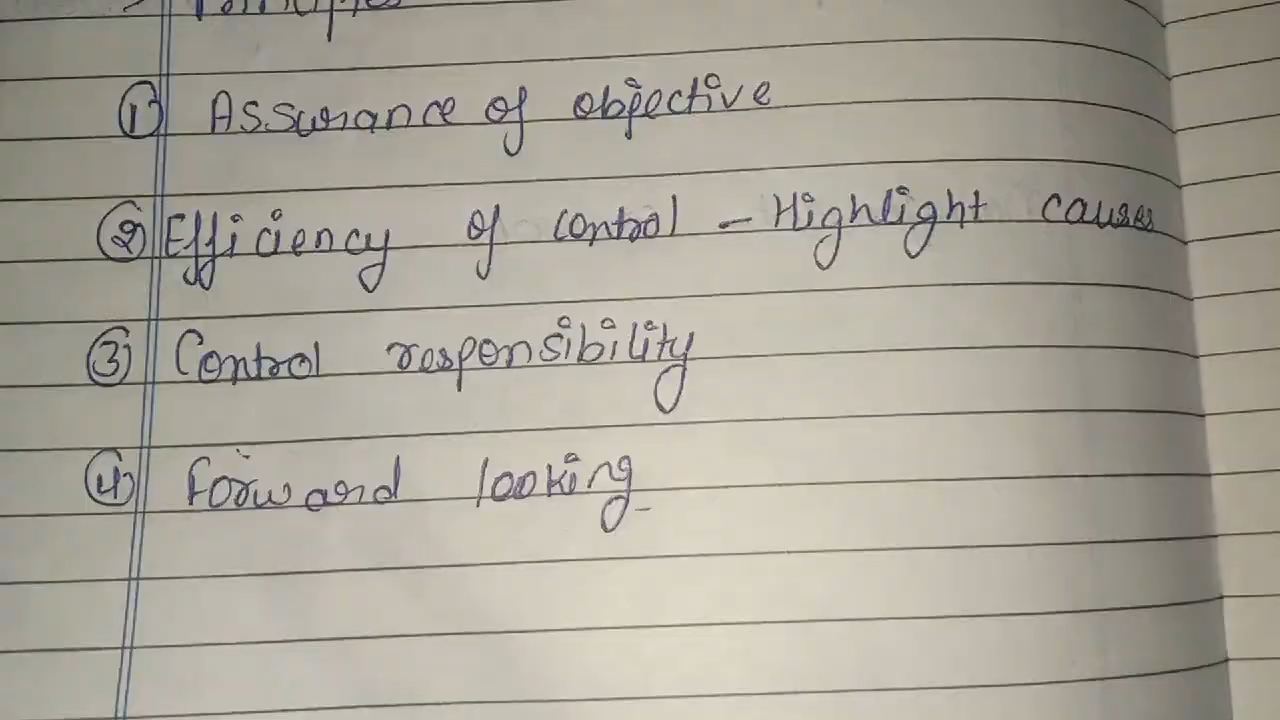 ① Assurance of objective
② Efficiency of control - Highlight causes
③ Control responsibility
④ Forward looking